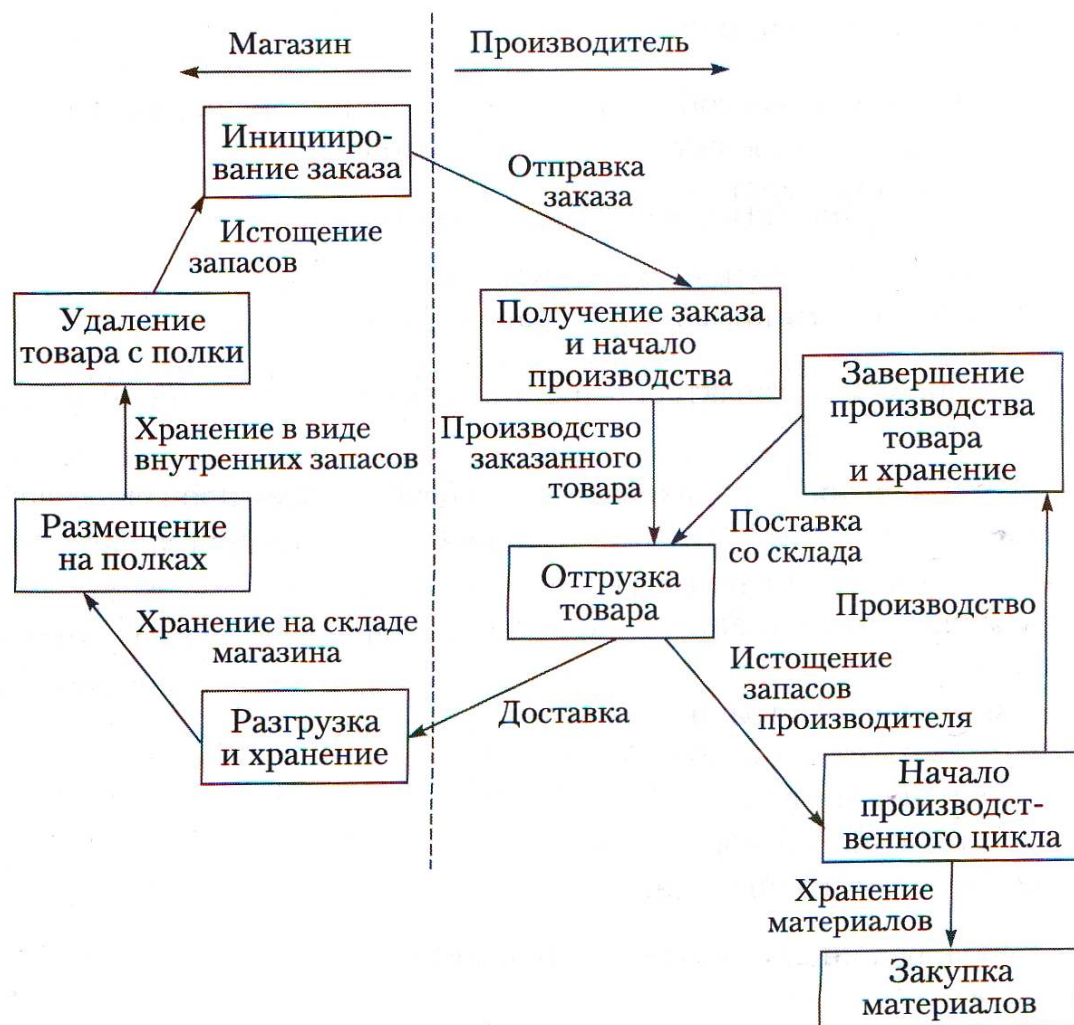 Магазин
Производитель
Иницииро-
вание заказа
Отправка
заказа
Истощение
запасов
Удаление
товара с полки
Получение заказа
и начало
производства
Завершение
производства
товара
и хранение
Хранение в виде
внутренних запасов
Производство
заказанного
товара
Размещение
на полках
Поставка
со склада
Отгрузка
товара
Производство
Хранение на складе
магазина
Истощение
запасов
производителя
Разгрузка
и хранение
Доставка
Начало
производст-
венного цикла
Хранение
материалов
Закупка
материалов